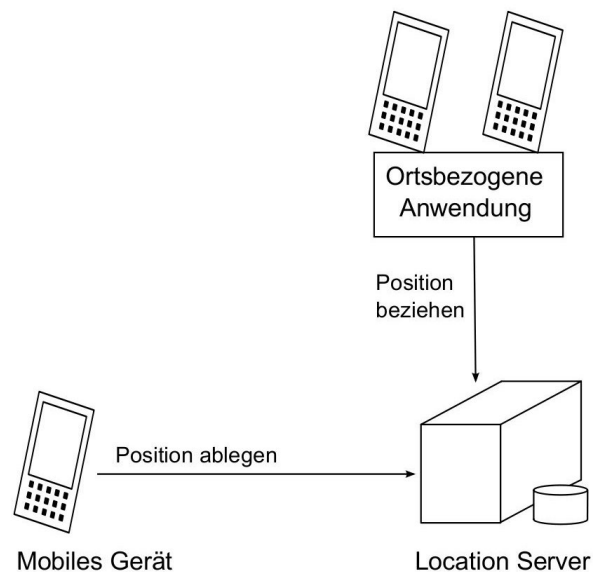 Ortsbezogene
Anwendung
Position
beziehen
Position ablegen
Mobiles Gerät
Location Server